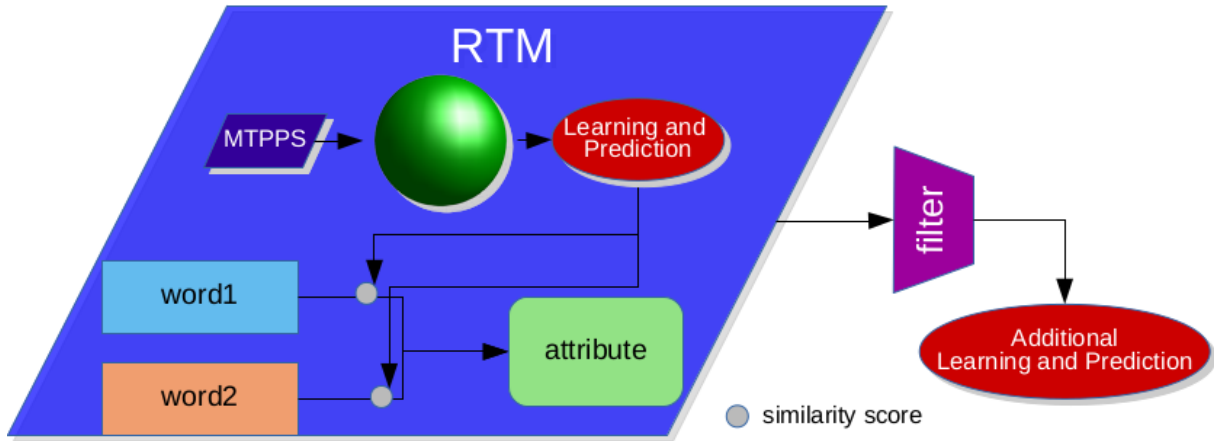 RTM
MTPPS
Learning and
Prediction
word1
word2
attribute
filter
Additional
Learning and Prediction
similarity score